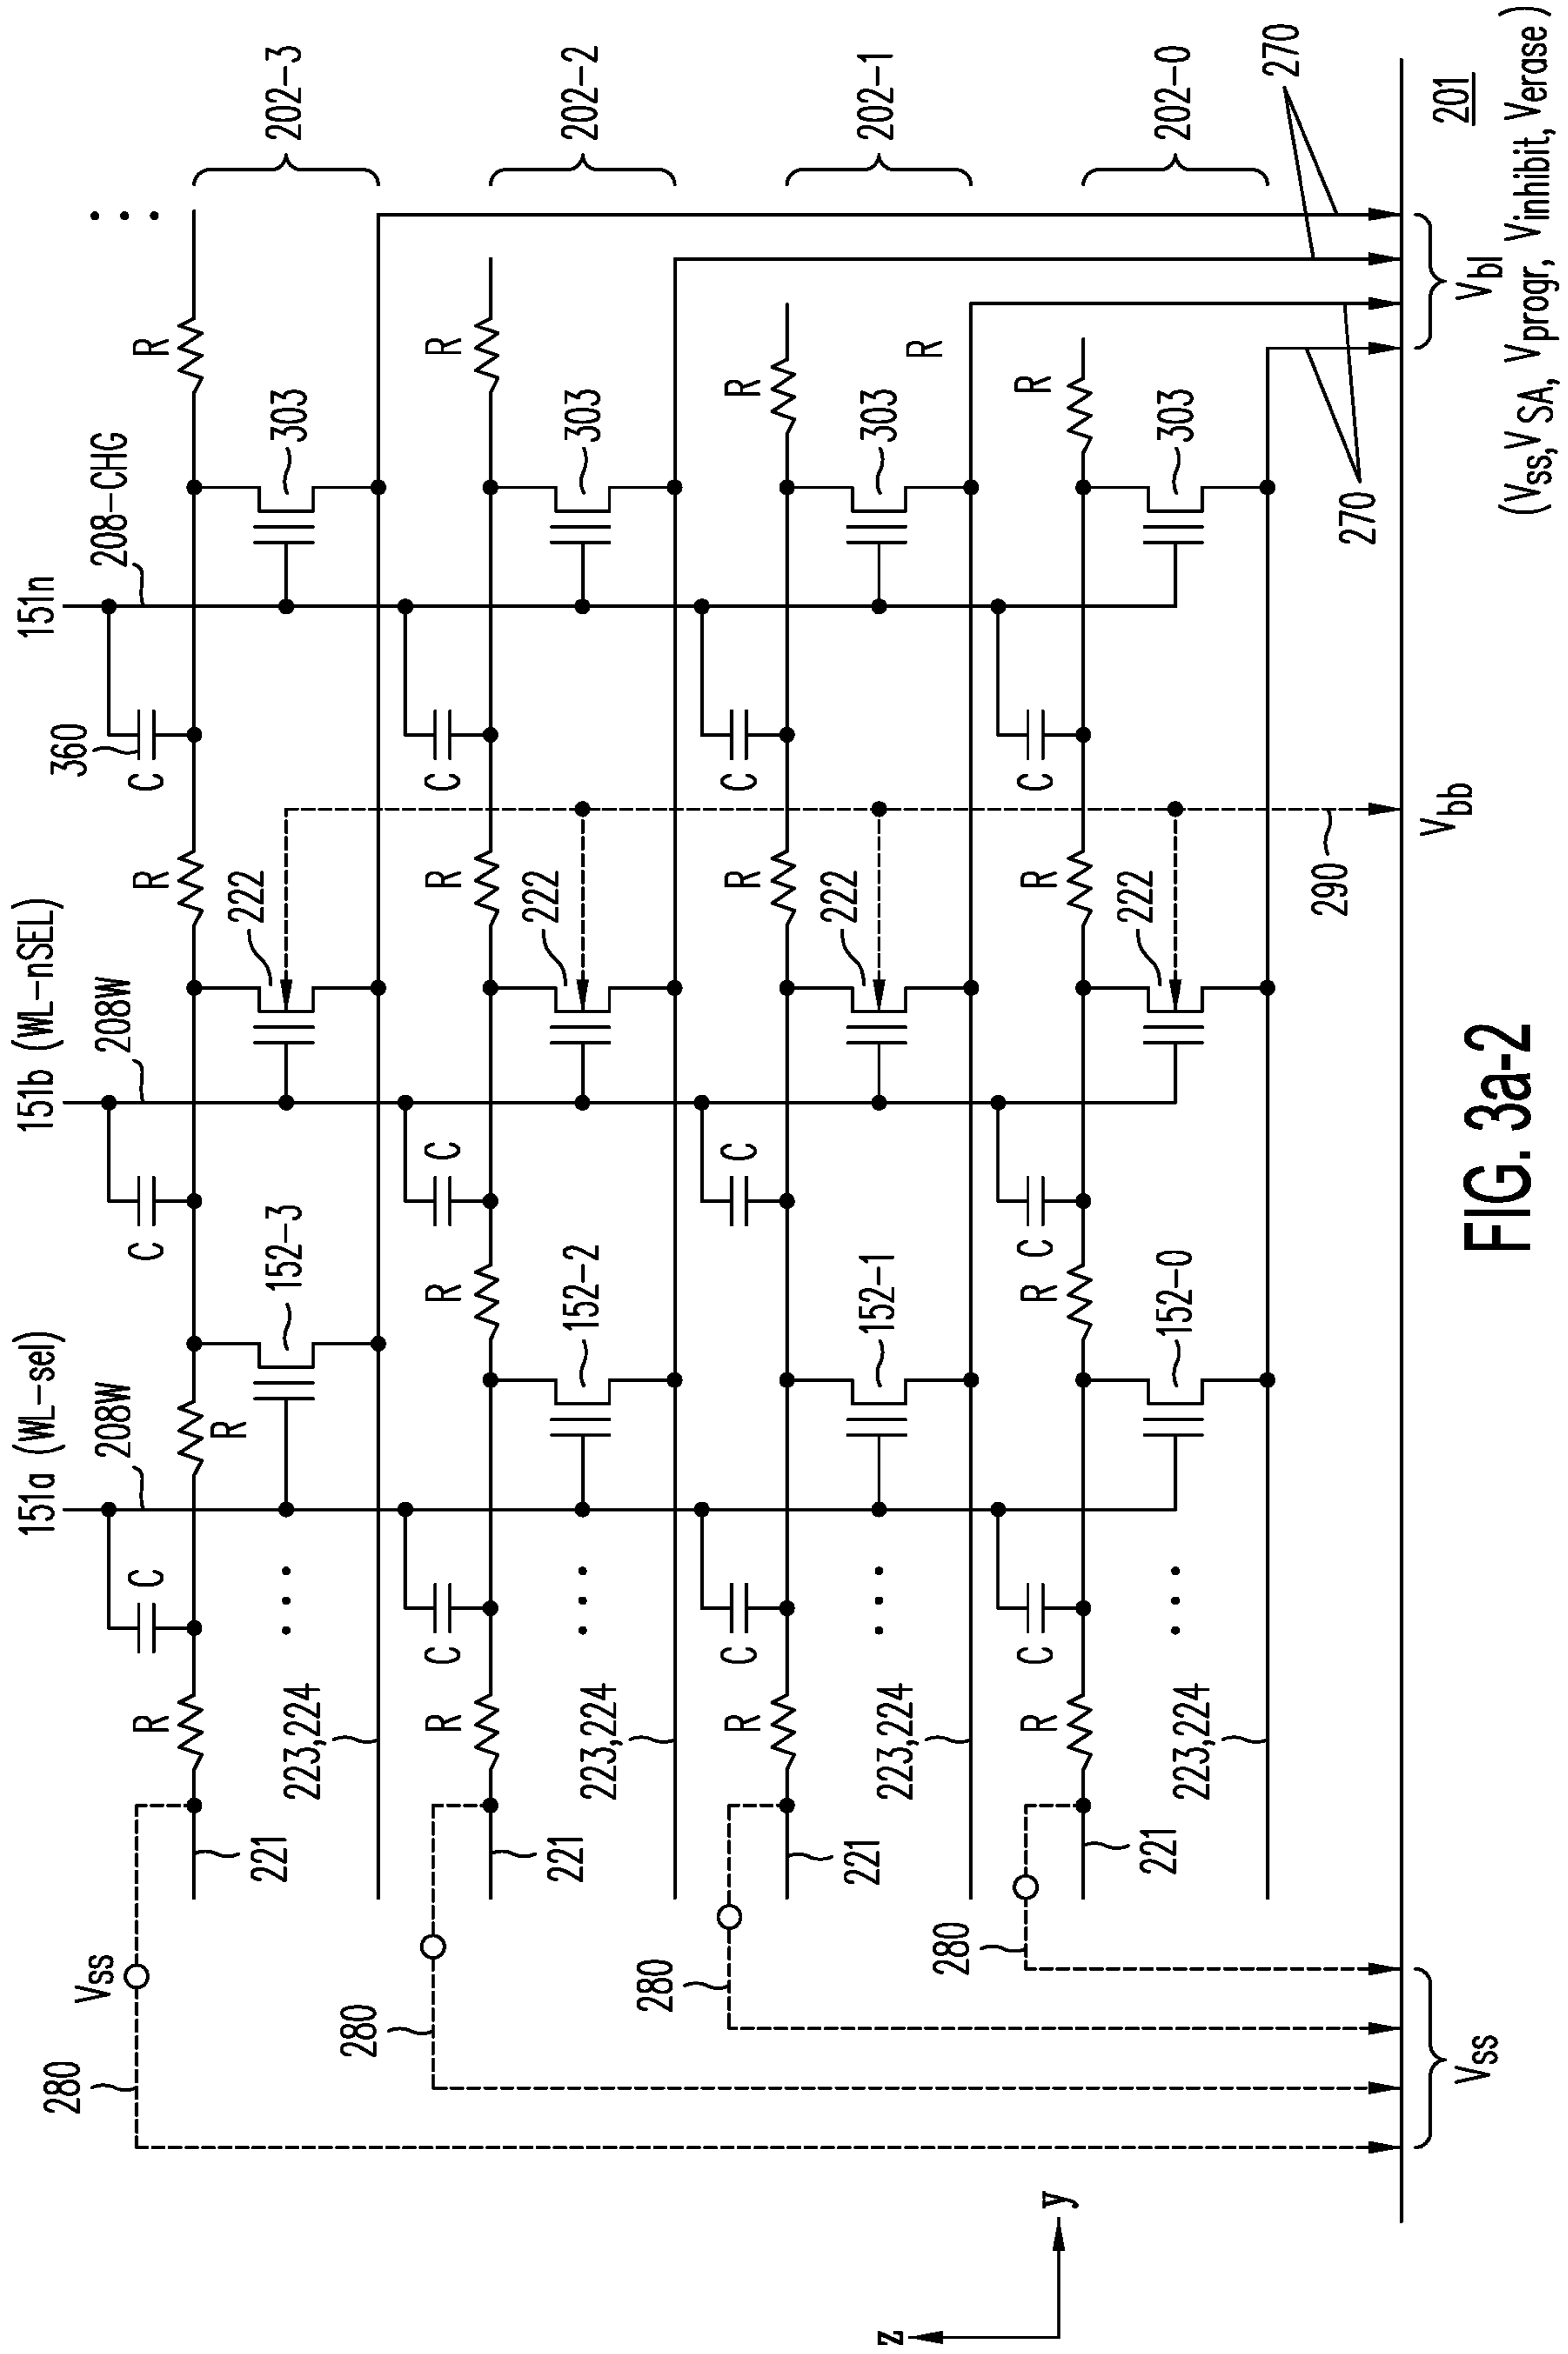 151a (WL-sel)
151b (WL-nSEL)
151n
280
Vss
C
208W
C
208W
C
360
208-CHG
R
R
R
R
202-3
221
223,224
152-3
222
303
280
C
R
R
C
R
C
R
202-2
221
223,224
152-2
222
303
280
R
C
C
R
C
R
R
202-1
221
223,224
152-1
222
303
280
R
C
R
C
R
C
R
202-0
221
223,224
152-0
222
303
z
y
290
270
270
201
Vss
Vbb
Vbl
(Vss, VSA, Vprogr, Vinhibit, Verase)
FIG. 3a-2